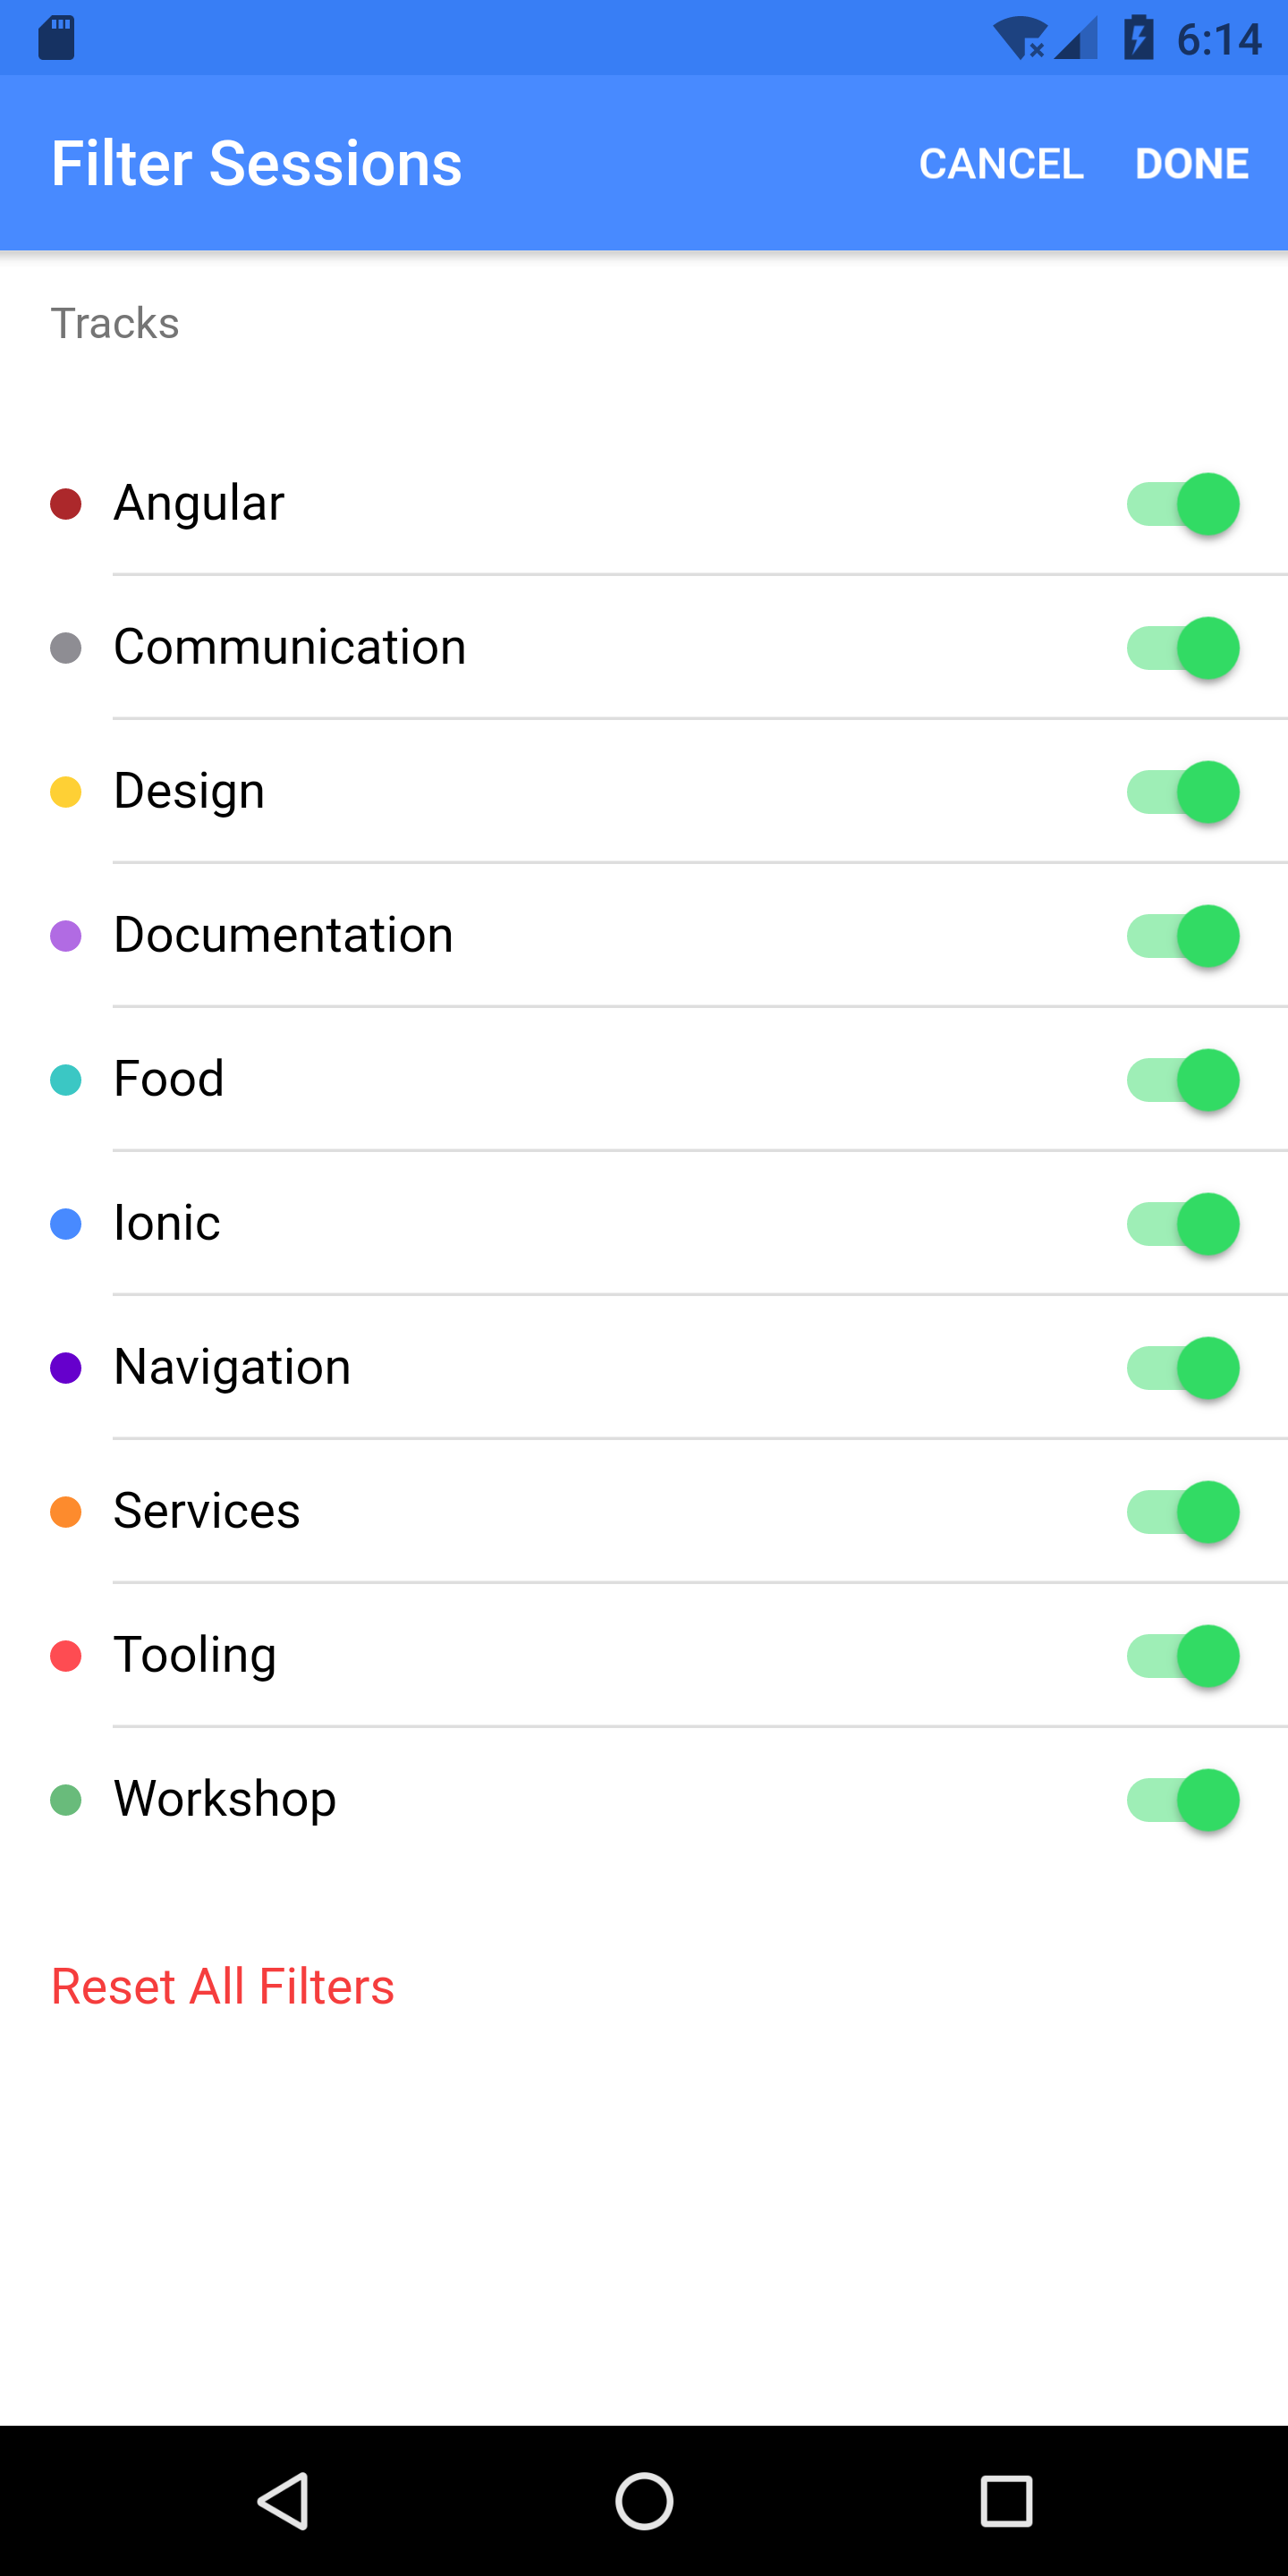 6:14
Filter Sessions CANCEL DONE
Tracks
Angular
Communication
Design
Documentation
Food
Ionic
Navigation
Services
Tooling
Workshop
Reset All Filters